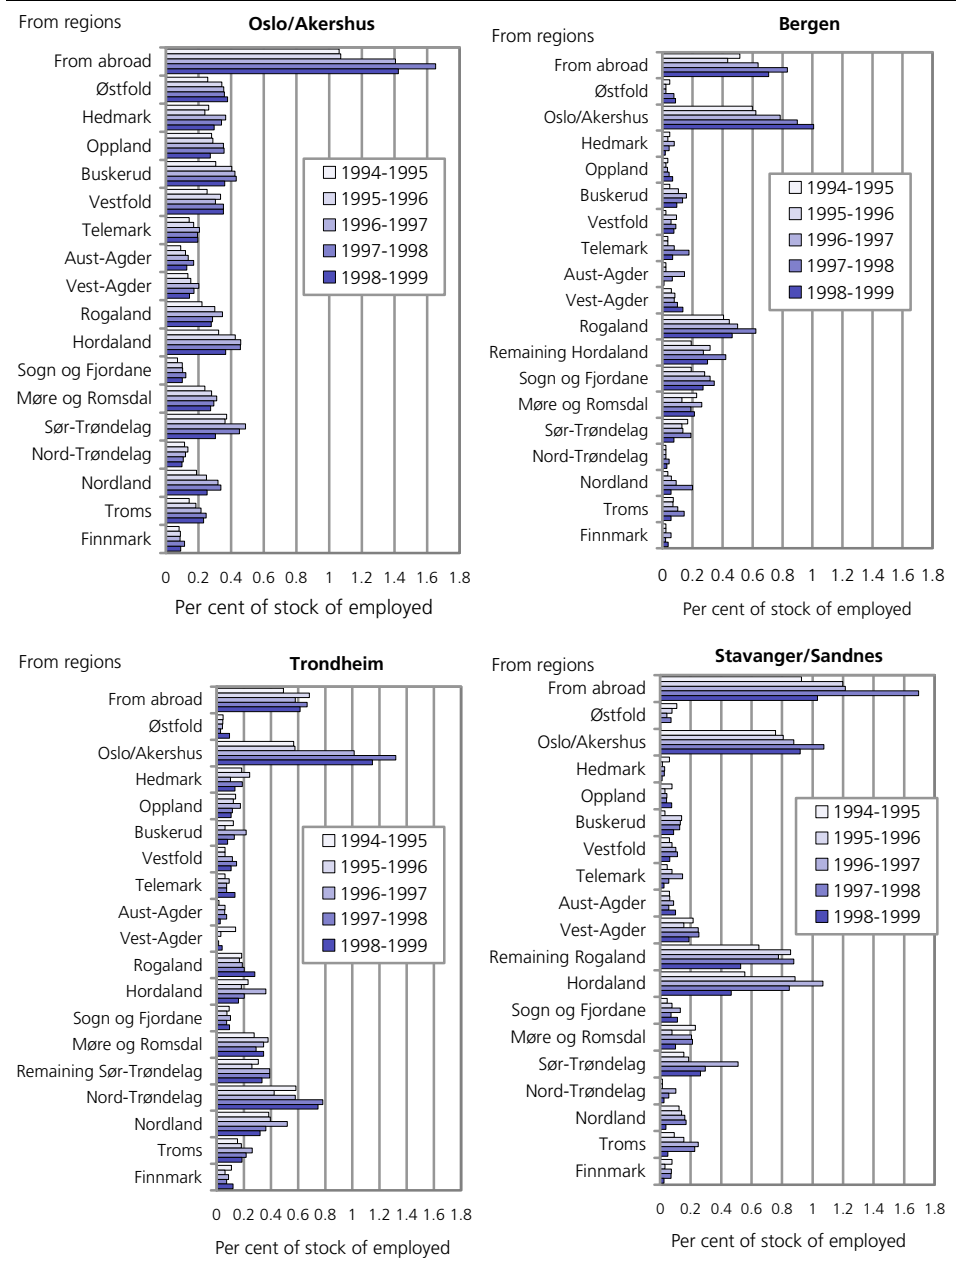 From regions
Oslo/Akershus
From abroad
Østfold
Hedmark
Oppland
Buskerud
Vestfold
Telemark
Aust-Agder
Vest-Agder
Rogaland
Hordaland
Sogn og Fjordane
Møre og Romsdal
Sør-Trøndelag
Nord-Trøndelag
Nordland
Troms
Finnmark
1994-1995
1995-1996
1996-1997
1997-1998
1998-1999
0 0.2 0.4 0.6 0.8 1 1.2 1.4 1.6 1.8
Per cent of stock of employed
From regions
Bergen
From abroad
Østfold
Oslo/Akershus
Hedmark
Oppland
Buskerud
Vestfold
Telemark
Aust-Agder
Vest-Agder
Rogaland
Remaining Hordaland
Sogn og Fjordane
Møre og Romsdal
Sør-Trøndelag
Nord-Trøndelag
Nordland
Troms
Finnmark
1994-1995
1995-1996
1996-1997
1997-1998
1998-1999
0 0.2 0.4 0.6 0.8 1 1.2 1.4 1.6 1.8
Per cent of stock of employed
From regions
Trondheim
From abroad
Østfold
Oslo/Akershus
Hedmark
Oppland
Buskerud
Vestfold
Telemark
Aust-Agder
Vest-Agder
Rogaland
Hordaland
Sogn og Fjordane
Møre og Romsdal
Remaining Sør-Trøndelag
Nord-Trøndelag
Nordland
Troms
Finnmark
1994-1995
1995-1996
1996-1997
1997-1998
1998-1999
0 0.2 0.4 0.6 0.8 1 1.2 1.4 1.6 1.8
Per cent of stock of employed
From regions
Stavanger/Sandnes
From abroad
Østfold
Oslo/Akershus
Hedmark
Oppland
Buskerud
Vestfold
Telemark
Aust-Agder
Vest-Agder
Remaining Rogaland
Hordaland
Sogn og Fjordane
Møre og Romsdal
Sør-Trøndelag
Nord-Trøndelag
Nordland
Troms
Finnmark
1994-1995
1995-1996
1996-1997
1997-1998
1998-1999
0 0.2 0.4 0.6 0.8 1 1.2 1.4 1.6 1.8
Per cent of stock of employed